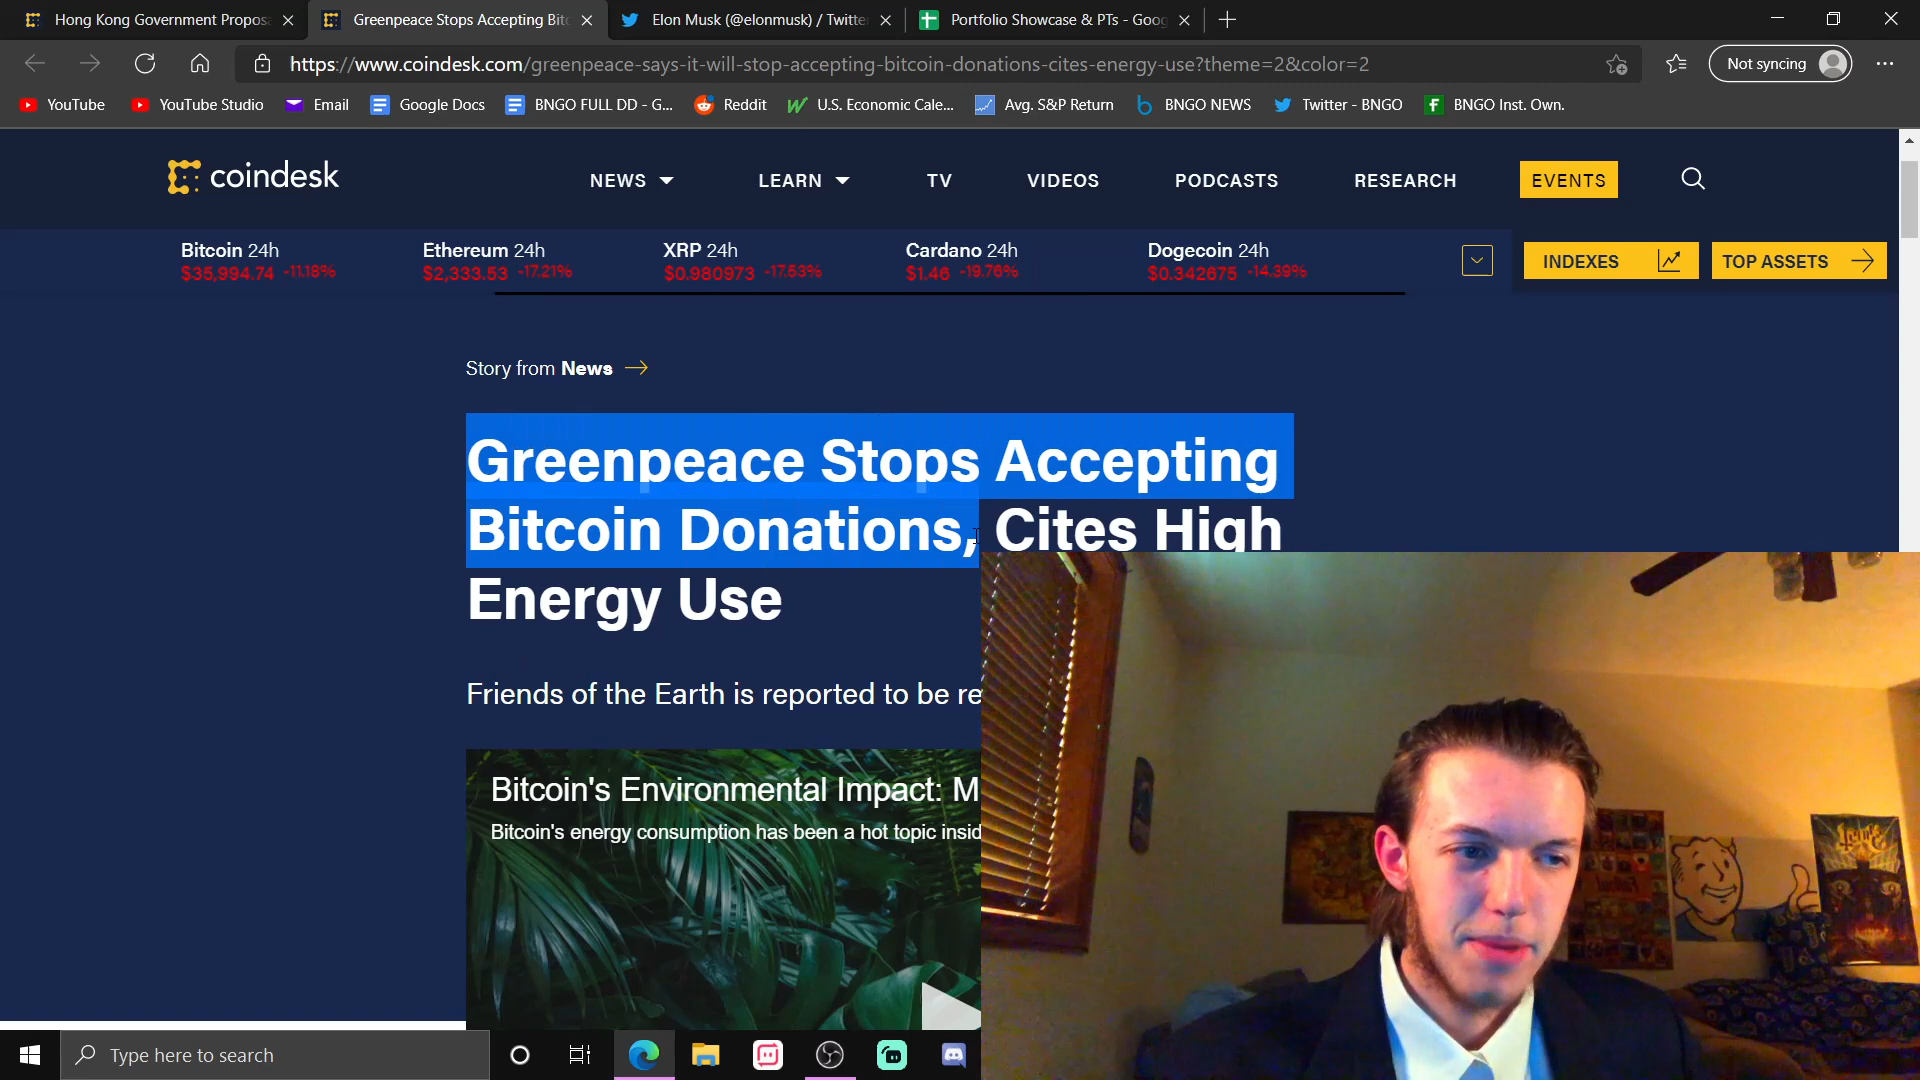 Hong Kong Government Propos
Greenpeace Stops Accepting Bit
Elon Musk (@elonmusk) / Twitte
Portfolio Showcase & PTs - Goog
https://www.coindesk.com/greenpeace-says-it-will-stop-accepting-bitcoin-donations-cites-energy-use?theme=2&color=2
Not syncing
YouTube
YouTube Studio
Email
Google Docs
BNGO FULL DD - G...
Reddit
U.S. Economic Cale...
Avg. S&P Return
BNGO NEWS
Twitter - BNGO
BNGO Inst. Own.
coindesk
NEWS
LEARN
TV
VIDEOS
PODCASTS
RESEARCH
EVENTS
Bitcoin 24h
$35,994.74 -11.18%
Ethereum 24h
$2,333.53 -17.21%
XRP 24h
$0.980973 -17.53%
Cardano 24h
$1.46 -19.76%
Dogecoin 24h
$0.342675 -14.39%
INDEXES
TOP ASSETS
Story from News
Greenpeace Stops Accepting
Bitcoin Donations, Cites High
Energy Use
Friends of the Earth is reported to be re
Bitcoin's Environmental Impact: M
Bitcoin's energy consumption has been a hot topic insid
Type here to search